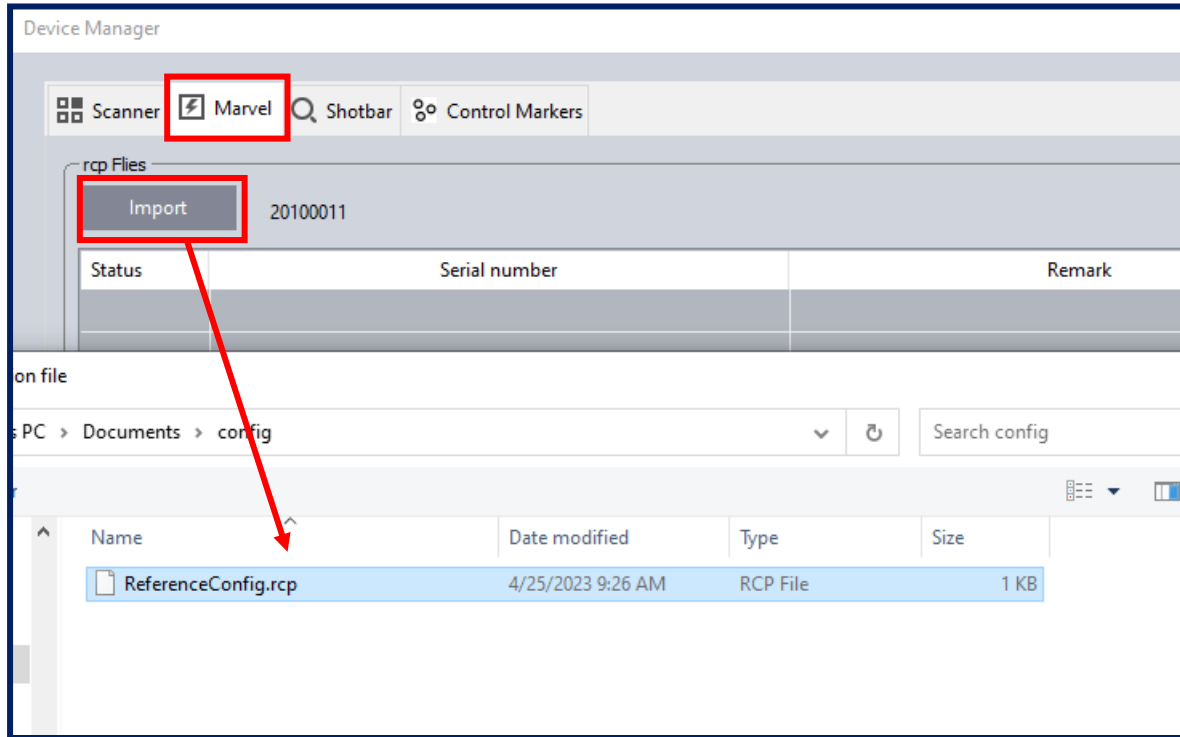 Device Manager
Scanner Marvel Shotbar Control Markers
rcp Flies
Import 20100011
Status Serial number Remark
on file
s PC > Documents > config Search config
Name Date modified Type Size
ReferenceConfig.rcp 4/25/2023 9:26 AM RCP File 1 KB